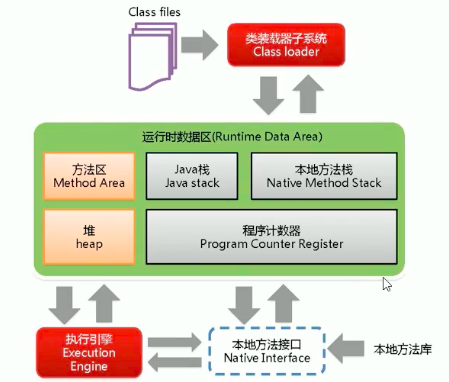 Class files
类装载器子系统
Class loader
运行时数据区(Runtime Data Area)
方法区
Method Area
Java栈
Java stack
本地方法栈
Native Method Stack
堆
heap
程序计数器
Program Counter Register
执行引擎
Execution
Engine
本地方法接口
Native Interface
本地方法库